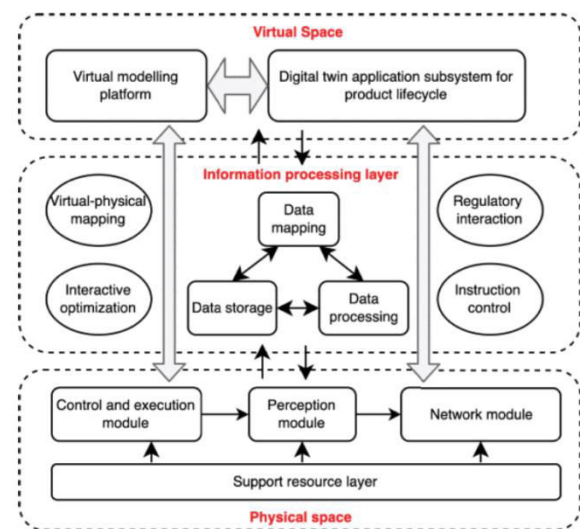 Virtual Space
Virtual modelling
platform
Digital twin application subsystem for
product lifecycle
Information processing layer
Virtual-physical
mapping
Data
mapping
Regulatory
interaction
Interactive
optimization
Data storage
Data
processing
Instruction
control
Control and execution
module
Perception
module
Network module
Support resource layer
Physical space